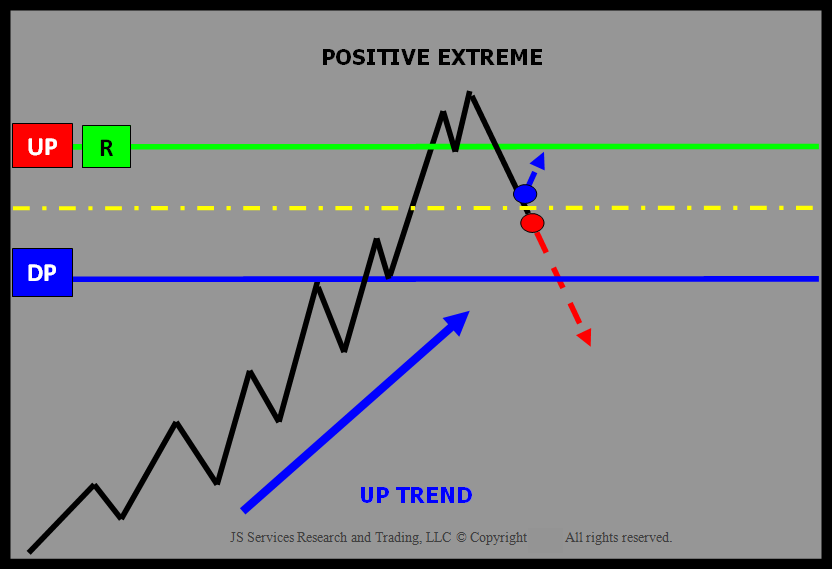 POSITIVE EXTREME
UP R
DP
UP TREND
JS Services Research and Trading, LLC © Copyright All rights reserved.